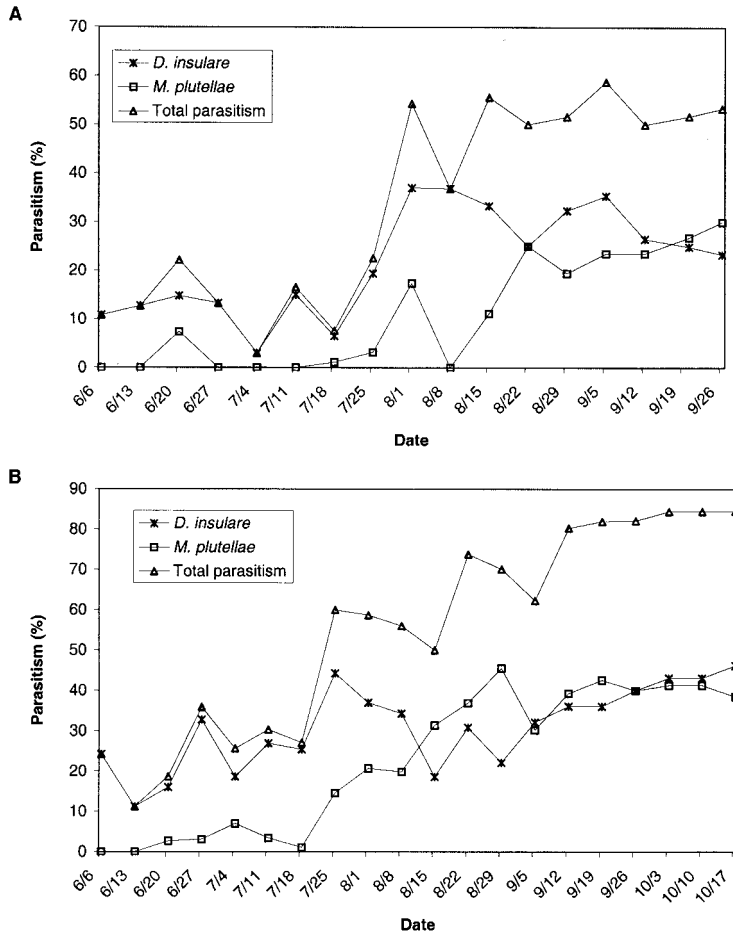 A
70
60
50
40
30
20
10
0
Parasitism (%)
D. insulare
M. plutellae
Total parasitism
6/6 6/13 6/20 6/27 7/4 7/11 7/18 7/25 8/1 8/8 8/15 8/22 8/29 9/5 9/12 9/19 9/26
Date
B
90
80
70
60
50
40
30
20
10
0
Parasitism (%)
D. insulare
M. plutellae
Total parasitism
6/6 6/13 6/20 6/27 7/4 7/11 7/18 7/25 8/1 8/8 8/15 8/22 8/29 9/5 9/12 9/19 9/26 10/3 10/10 10/17
Date